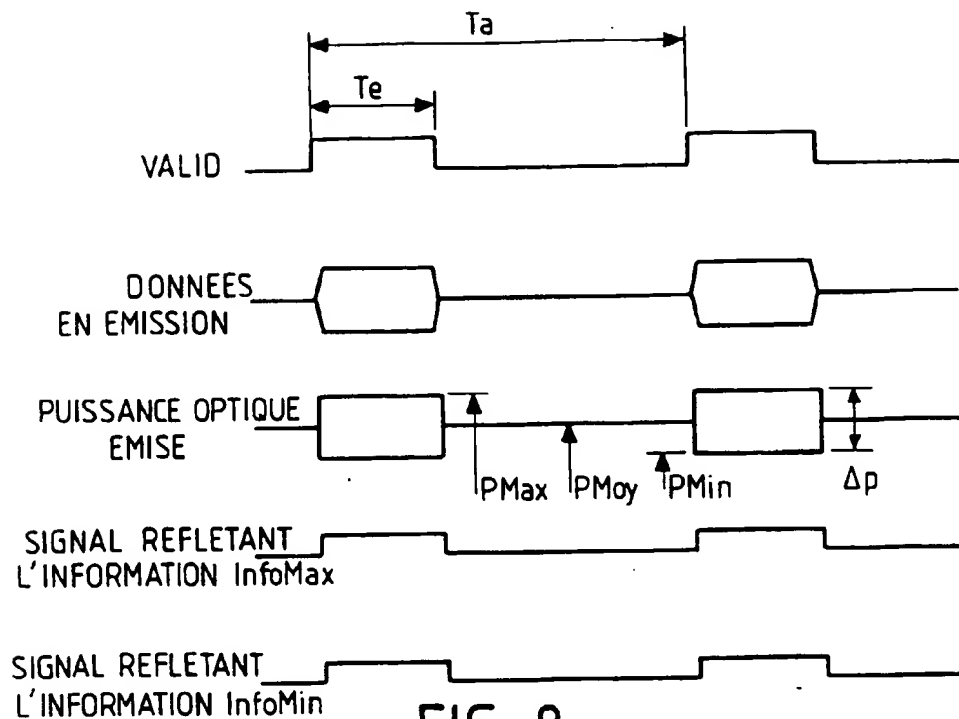 Ta
Te
VALID
DONNEES
EN EMISSION
PUISSANCE OPTIQUE
EMISE
PMax
PMoy
PMin
Δp
SIGNAL REFLETANT
L'INFORMATION InfoMax
SIGNAL REFLETANT
L'INFORMATION InfoMin